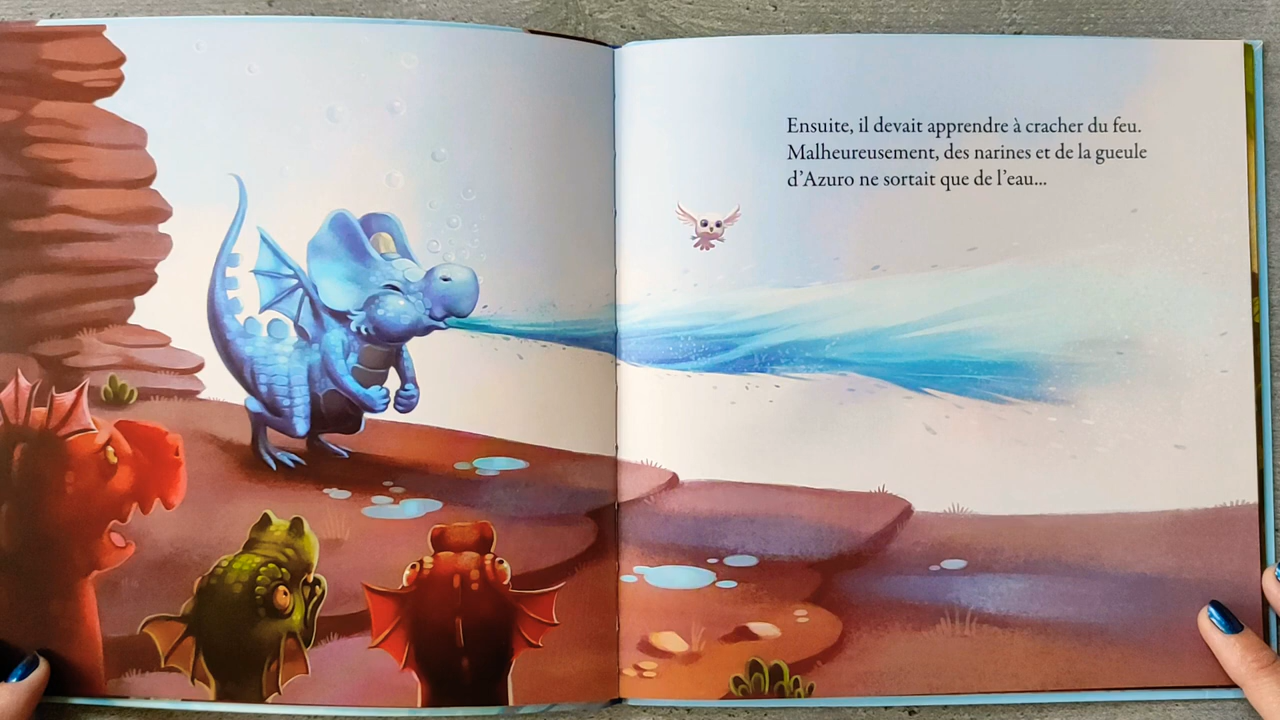 Ensuite, il devait apprendre à cracher du feu.
Malheureusement, des narines et de la gueule
d’Azuro ne sortait que de l’eau...